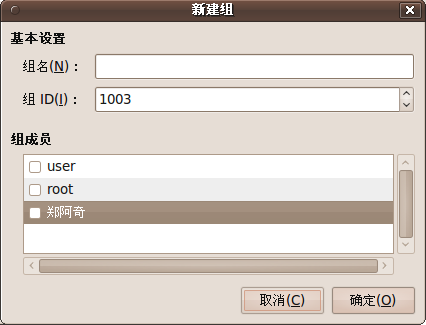 新建组
基本设置
组名(N)：
组 ID(I)： 1003
组成员
user
root
郑阿奇
取消(C) 确定(O)